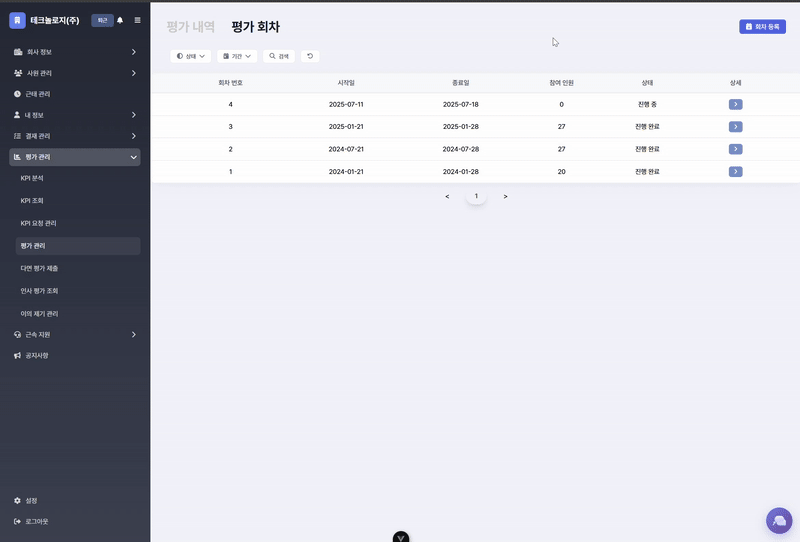 테크놀로지(주) 퇴근
회사 정보
사원 관리
근태 관리
내 정보
결재 관리
평가 관리
KPI 분석
KPI 조회
KPI 요청 관리
평가 관리
다면 평가 제출
인사 평가 조회
이의 제기 관리
근속 지원
공지사항
설정
로그아웃
평가 내역 평가 회차
회차 등록
상태 기간 검색
회차 번호 시작일 종료일 참여 인원 상태 상세
4 2025-07-11 2025-07-18 0 진행 중
3 2025-01-21 2025-01-28 27 진행 완료
2 2024-07-21 2024-07-28 27 진행 완료
1 2024-01-21 2024-01-28 20 진행 완료
< 1 >